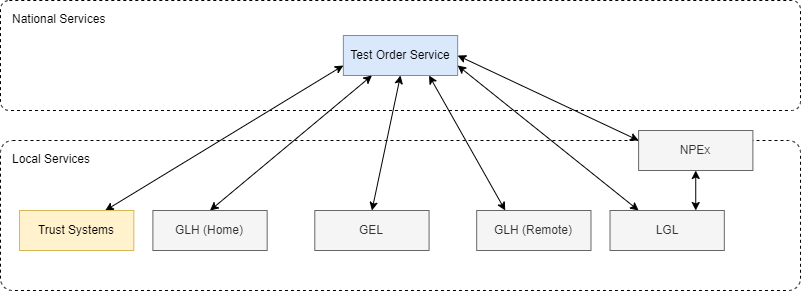 National Services
Test Order Service
Local Services
NPEx
Trust Systems
GLH (Home)
GEL
GLH (Remote)
LGL